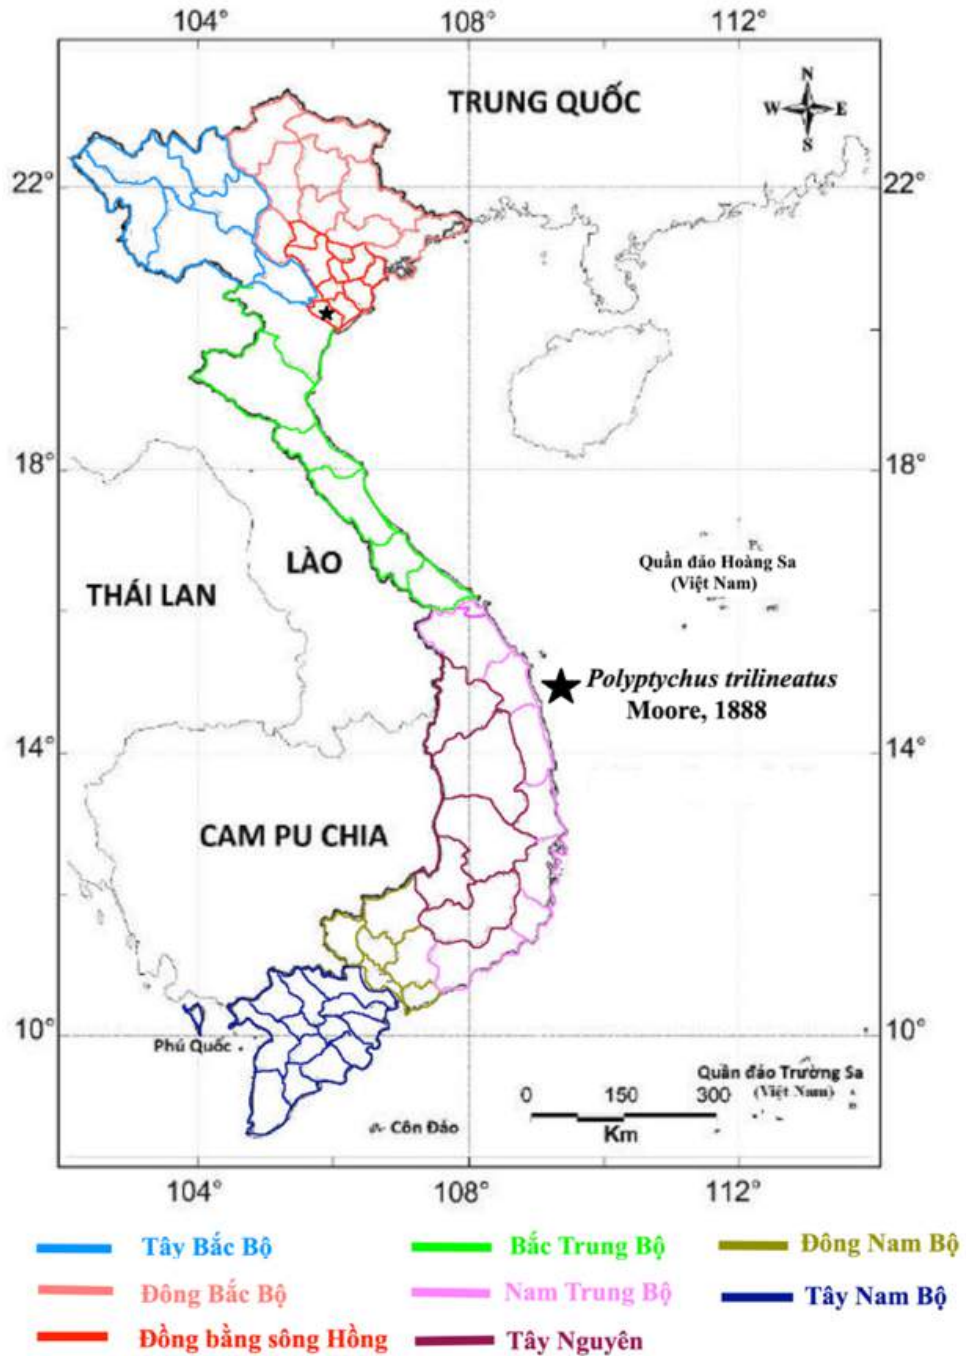 104° 108° 112°
N
W E
S
TRUNG QUỐC
22° 22°
18° 18°
LÀO
Quần đảo Hoàng Sa
(Việt Nam)
THÁI LAN
Polyptychus trilineatus
Moore, 1888
14° 14°
CAM PU CHIA
10° 10°
Phú Quốc
Quần đảo Trường Sa
(Việt Nam)
0 150 300
Km
Côn Đảo
104° 108° 112°
Tây Bắc Bộ Bắc Trung Bộ Đông Nam Bộ
Đông Bắc Bộ Nam Trung Bộ Tây Nam Bộ
Đồng bằng sông Hồng Tây Nguyên